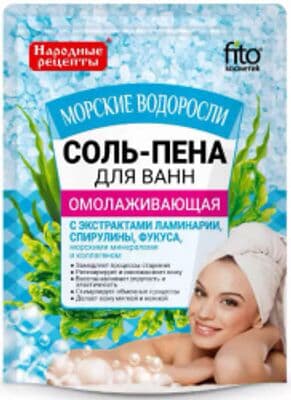 Народные
рецепты
fito
косметик
МОРСКИЕ ВОДОРОСЛИ
СОЛЬ-ПЕНА
ДЛЯ ВАНН
ОМОЛАЖИВАЮЩАЯ
С ЭКСТРАКТАМИ ЛАМИНАРИИ,
СПИРУЛИНЫ, ФУКУСА,
морскими минералами
и коллагеном
• Замедляет процессы старения
• Регенерирует и омолаживает кожу
• Восстанавливает упругость и
эластичность
• Стимулирует обменные процессы
• Делает кожу мягкой и нежной